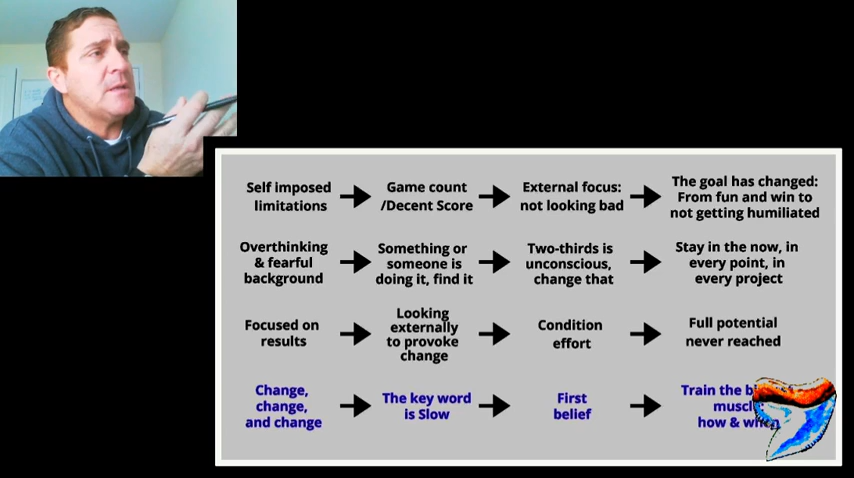 Self imposed
limitations
Game count
/Decent Score
External focus:
not looking bad
The goal has changed:
From fun and win to
not getting humiliated
Overthinking
& fearful
background
Something or
someone is
doing it, find it
Two-thirds is
unconscious,
change that
Stay in the now, in
every point, in
every project
Focused on
results
Looking
externally
to provoke
change
Condition
effort
Full potential
never reached
Change,
change,
and change
The key word
is Slow
First
belief
Train the
how &